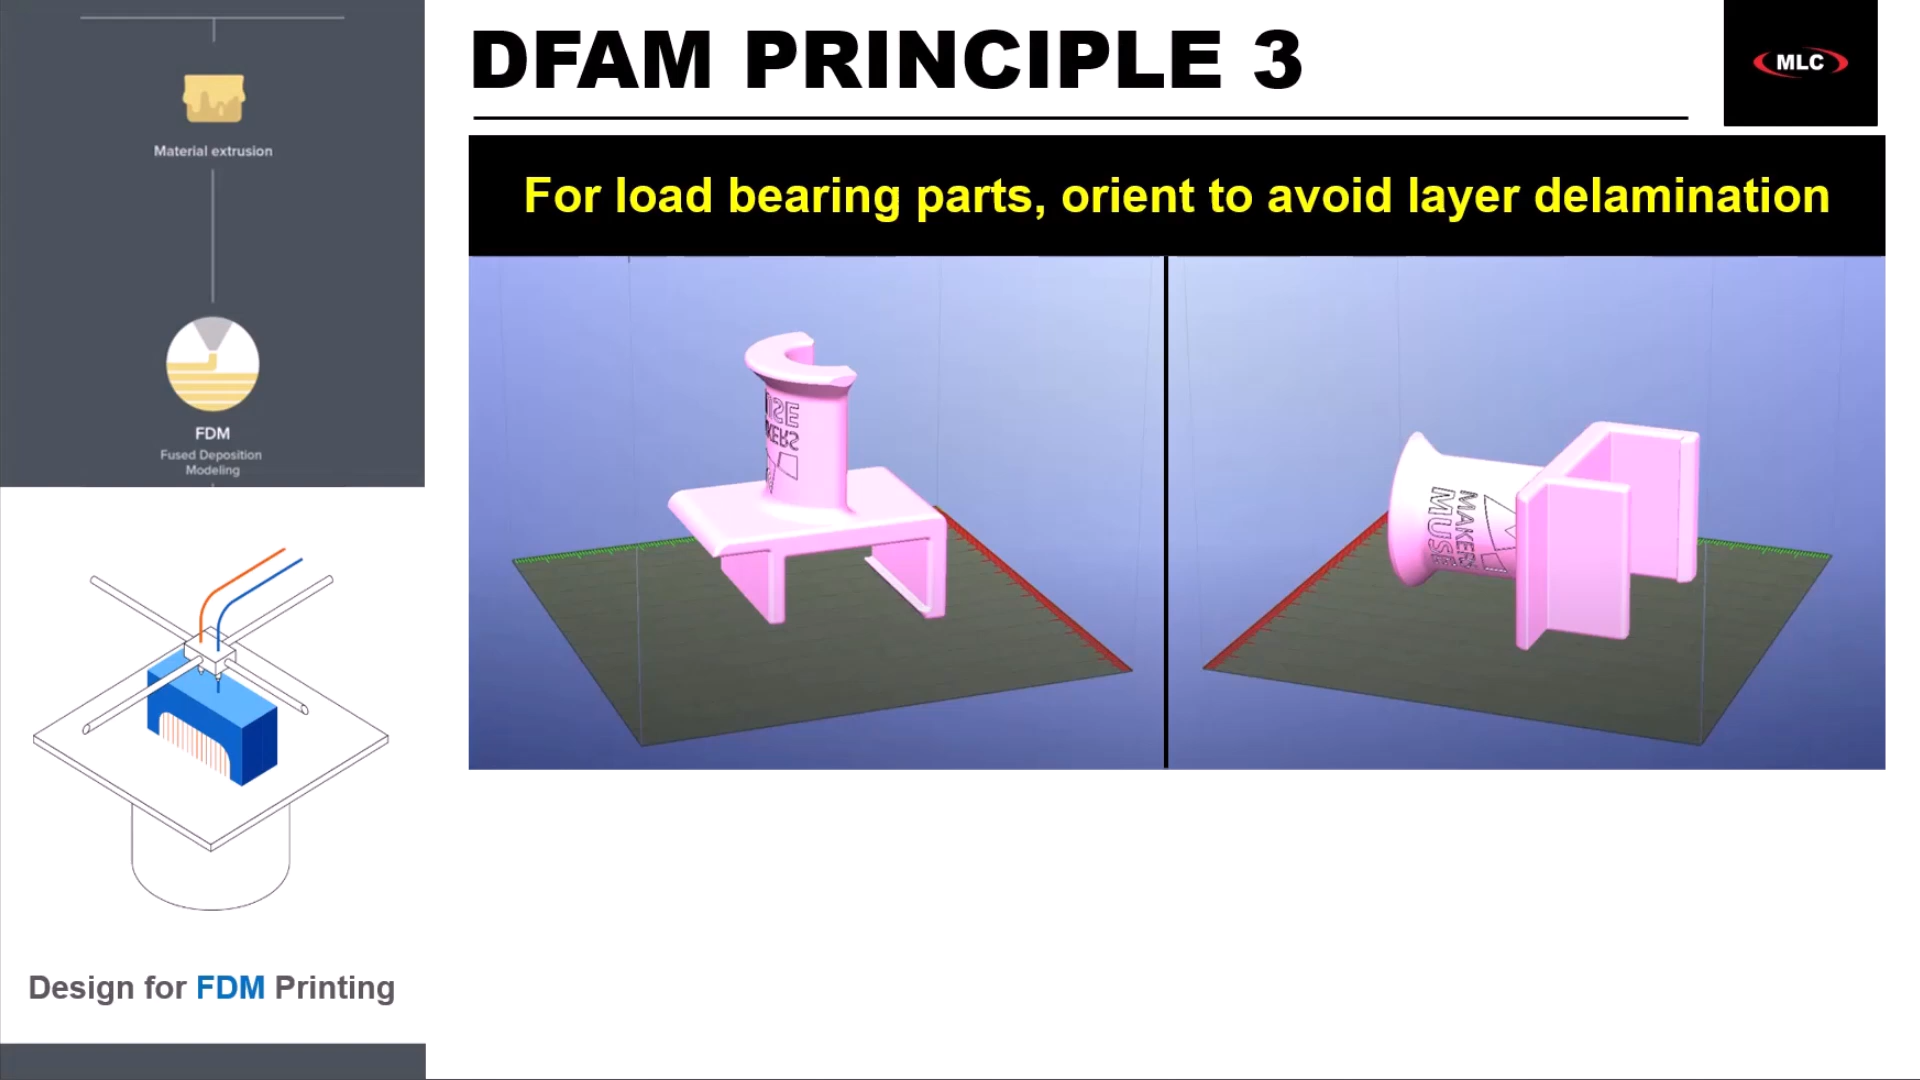 DFAM PRINCIPLE 3
MLC
Material extrusion
FDM
Fused Deposition
Modeling
For load bearing parts, orient to avoid layer delamination
MAKERS
MUSE
Design for FDM Printing